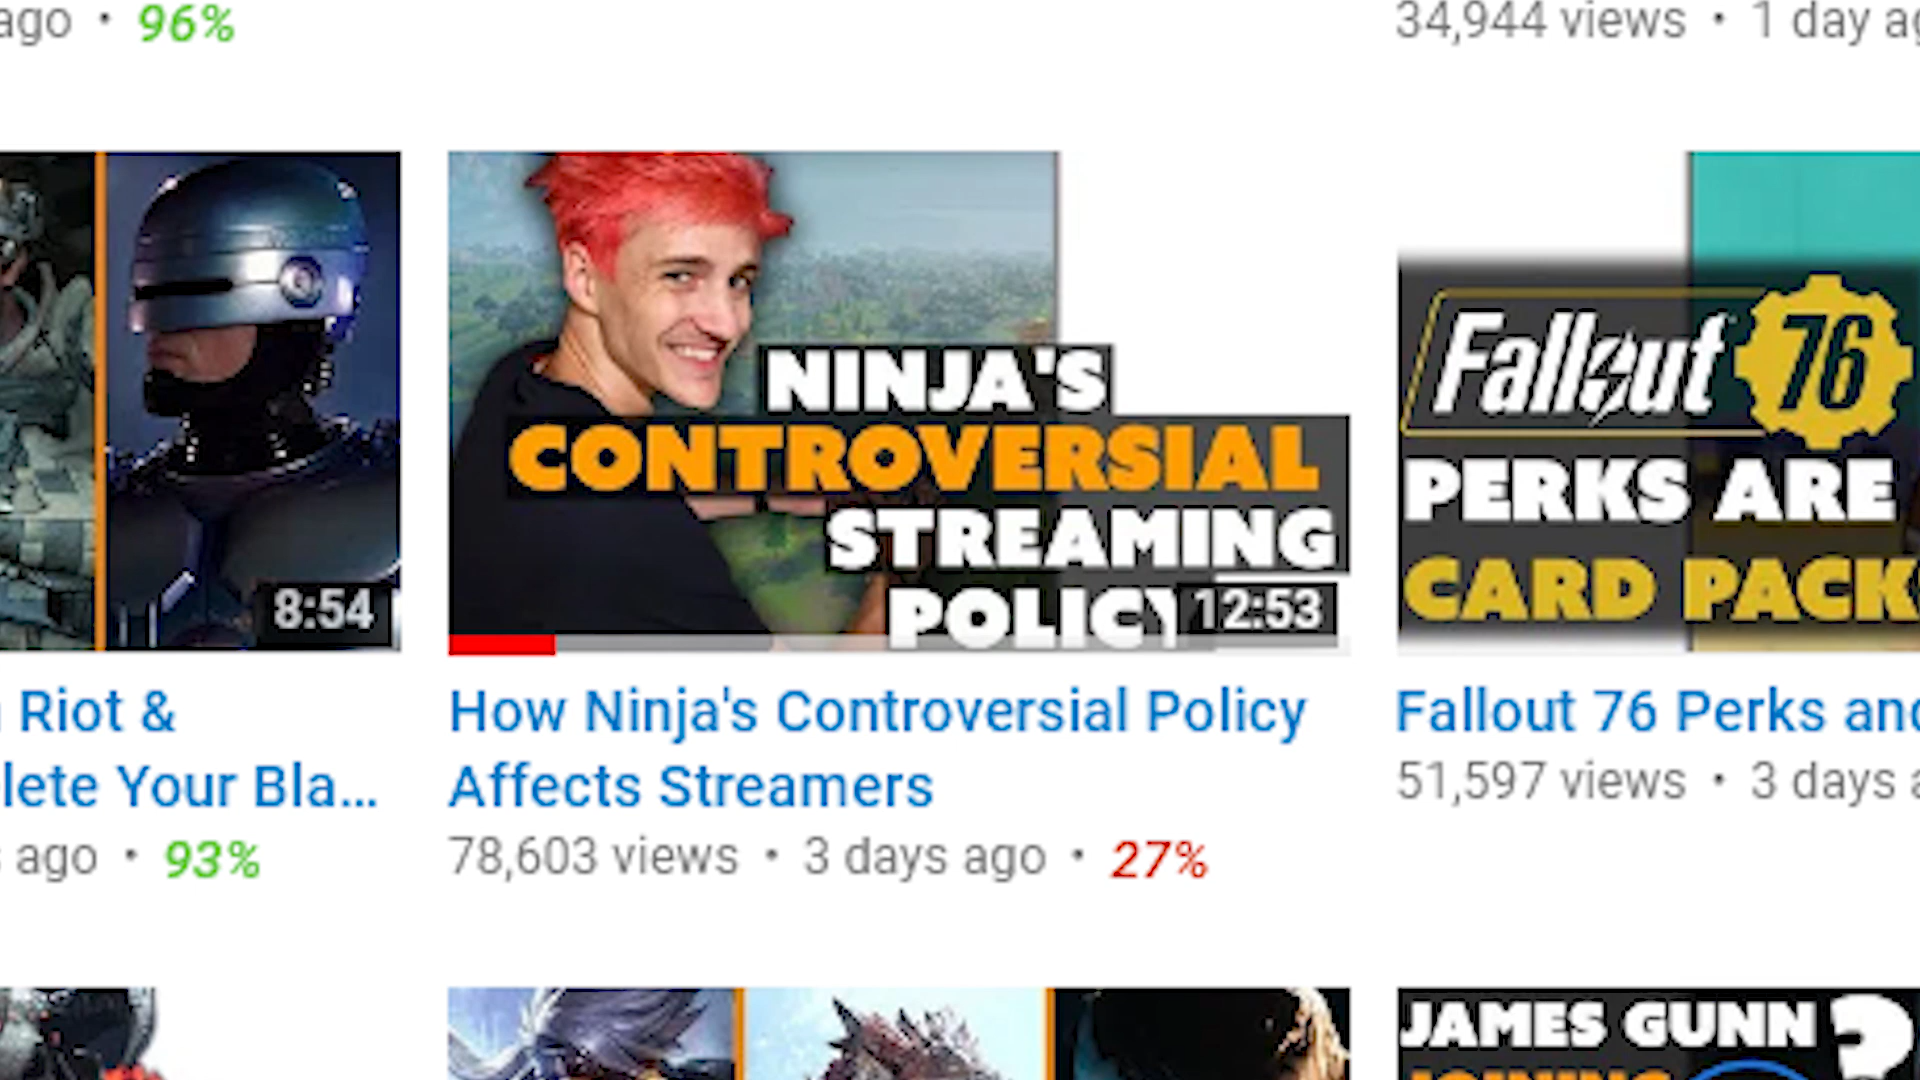 ago • 96%
34,944 views • 1 day ag
8:54
NINJA'S
CONTROVERSIAL
STREAMING
POLICY
12:53
Fallout 76
PERKS ARE
CARD PACK
Riot &
lete Your Bla...
ago • 93%
How Ninja's Controversial Policy
Affects Streamers
78,603 views • 3 days ago • 27%
Fallout 76 Perks and
51,597 views • 3 days a
JAMES GUNN ?
JOINING